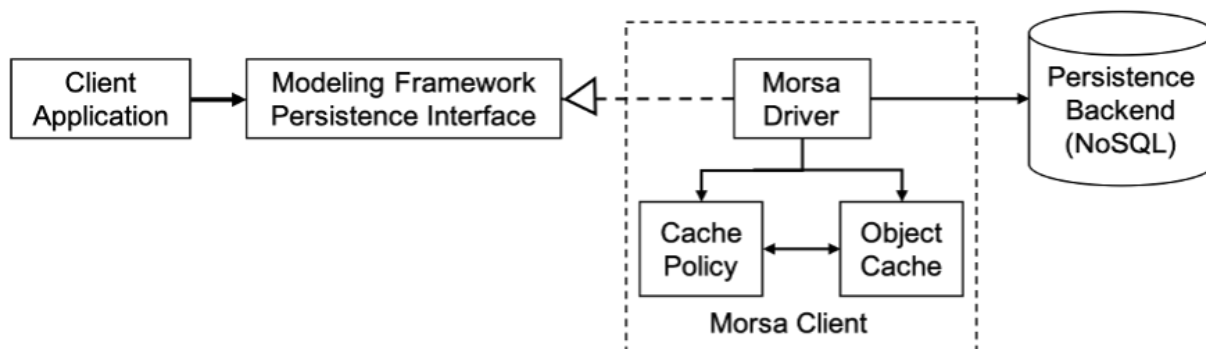 Client
Application
Modeling Framework
Persistence Interface
Morsa
Driver
Persistence
Backend
(NoSQL)
Cache
Policy
Object
Cache
Morsa Client